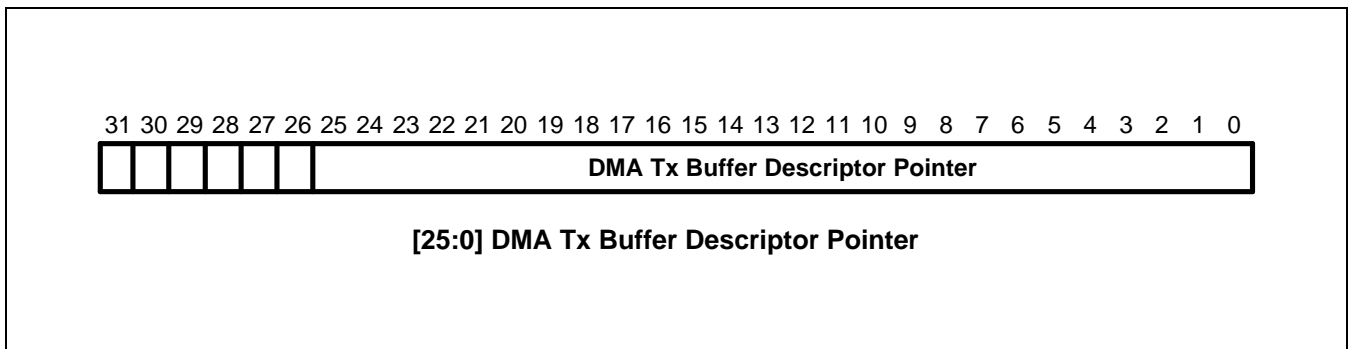 31 30 29 28 27 26 25 24 23 22 21 20 19 18 17 16 15 14 13 12 11 10 9 8 7 6 5 4 3 2 1 0
DMA Tx Buffer Descriptor Pointer
[25:0] DMA Tx Buffer Descriptor Pointer